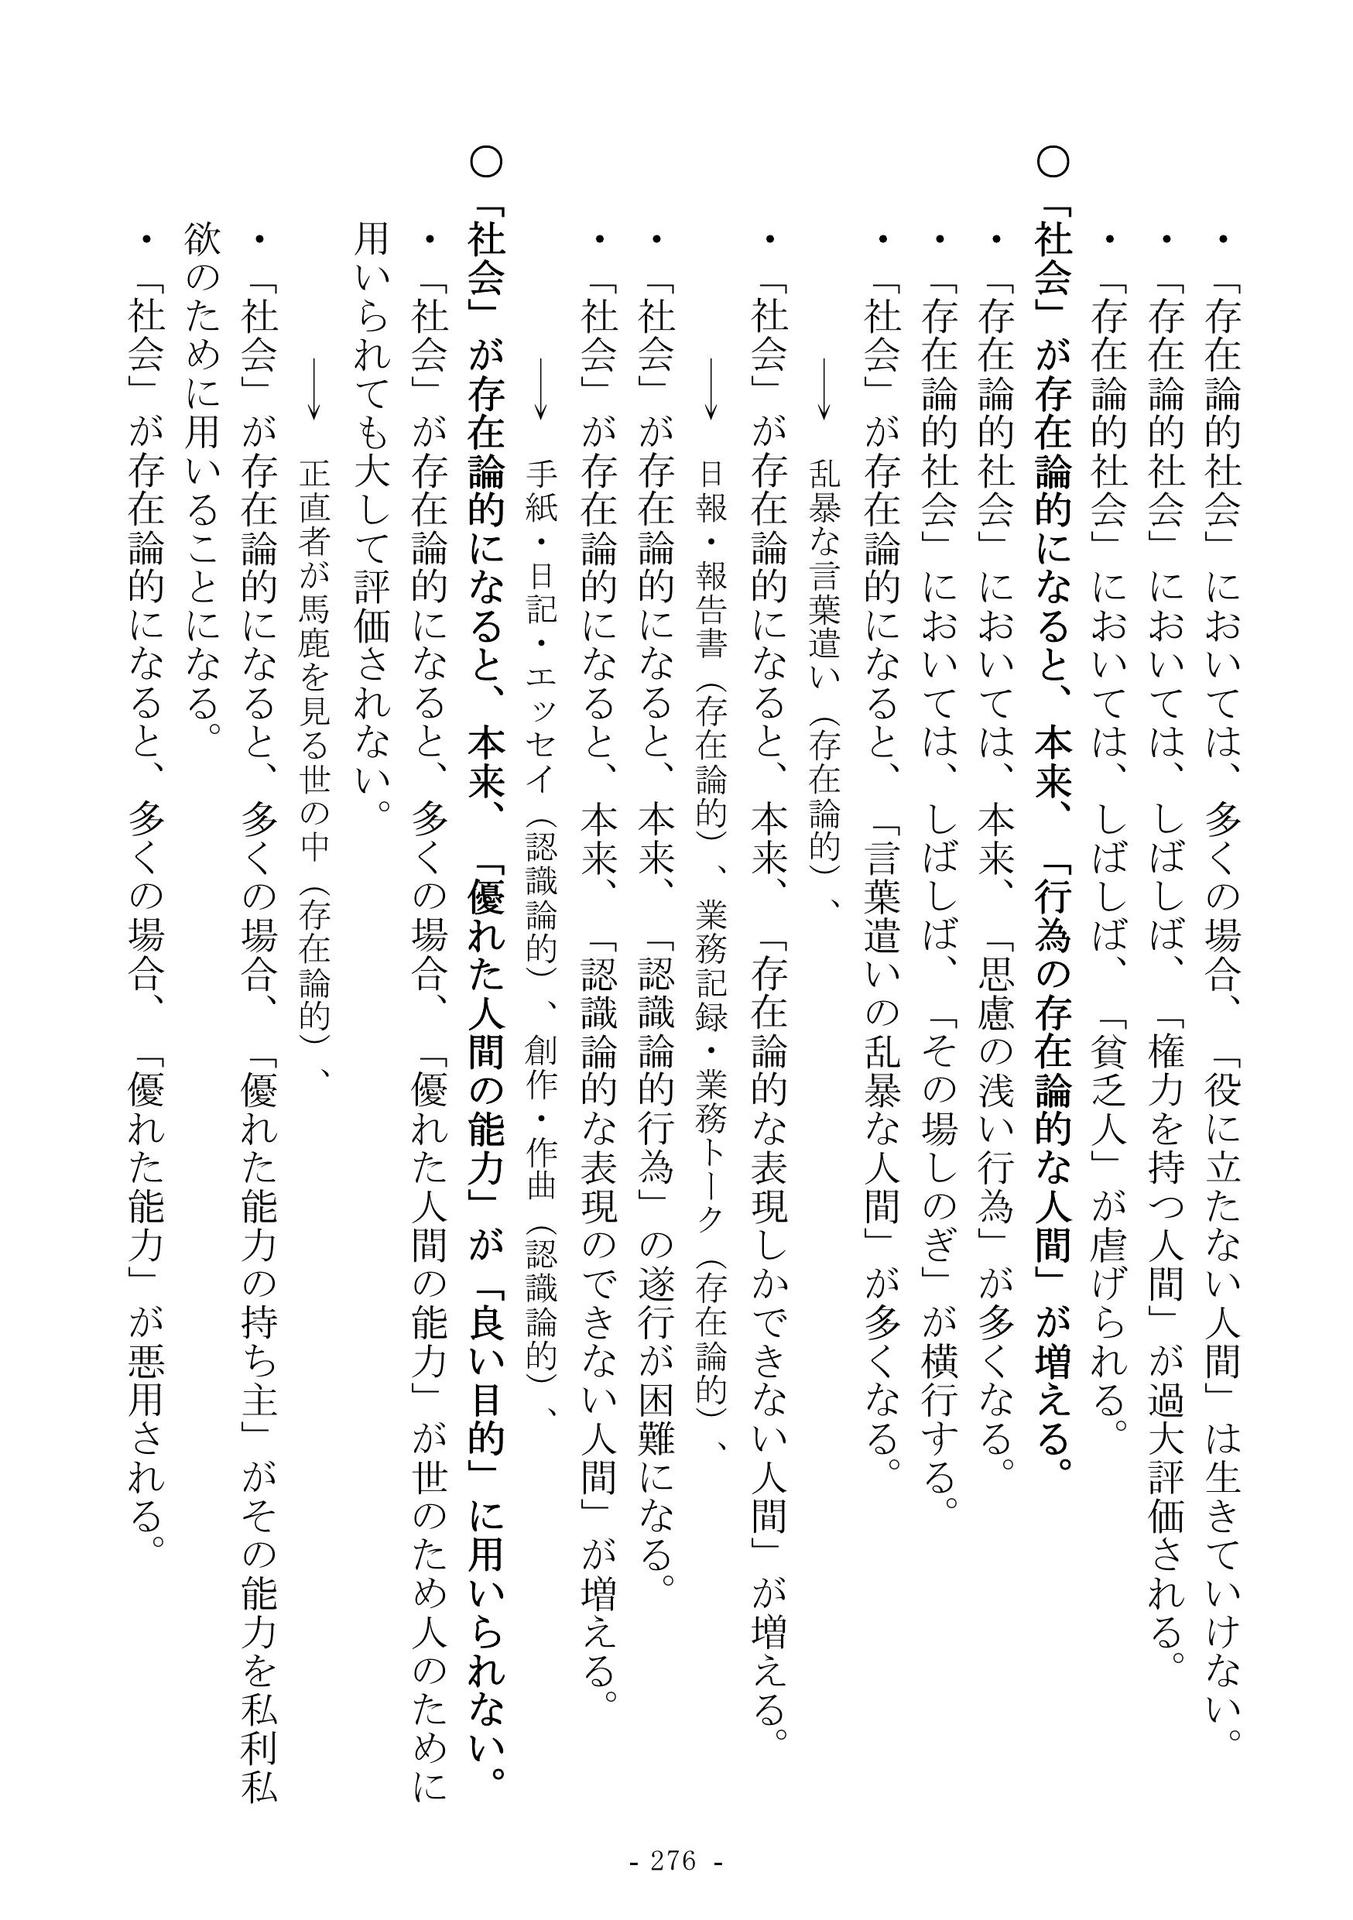 ・「存在論的社会」においては、多くの場合、「役に立たない人間」は生きていけない。
・「存在論的社会」においては、しばしば、「権力を持つ人間」が過大評価される。
・「存在論的社会」においては、しばしば、「貧乏人」が虐げられる。
○「社会」が存在論的になると、本来、「行為の存在論的な人間」が増える。
・「存在論的社会」においては、本来、「思慮の浅い行為」が多くなる。
・「存在論的社会」においては、しばしば、「その場しのぎ」が横行する。
・「社会」が存在論的になると、「言葉遣いの乱暴な人間」が多くなる。
→ 乱暴な言葉遣い（存在論的）、
・「社会」が存在論的になると、本来、「存在論的な表現しかできない人間」が増える。
→ 日報・報告書（存在論的）、業務記録・業務トーク（存在論的）、
・「社会」が存在論的になると、本来、「認識論的行為」の遂行が困難になる。
・「社会」が存在論的になると、本来、「認識論的な表現のできない人間」が増える。
→ 手紙・日記・エッセイ（認識論的）、創作・作曲（認識論的）、
○「社会」が存在論的になると、本来、「優れた人間の能力」が「良い目的」に用いられない。
・「社会」が存在論的になると、多くの場合、「優れた人間の能力」が世のため人のために
用いられても大して評価されない。
→ 正直者が馬鹿を見る世の中（存在論的）、
・「社会」が存在論的になると、多くの場合、「優れた能力の持ち主」がその能力を私利私
欲のために用いることになる。
・「社会」が存在論的になると、多くの場合、「優れた能力」が悪用される。
- 276 -